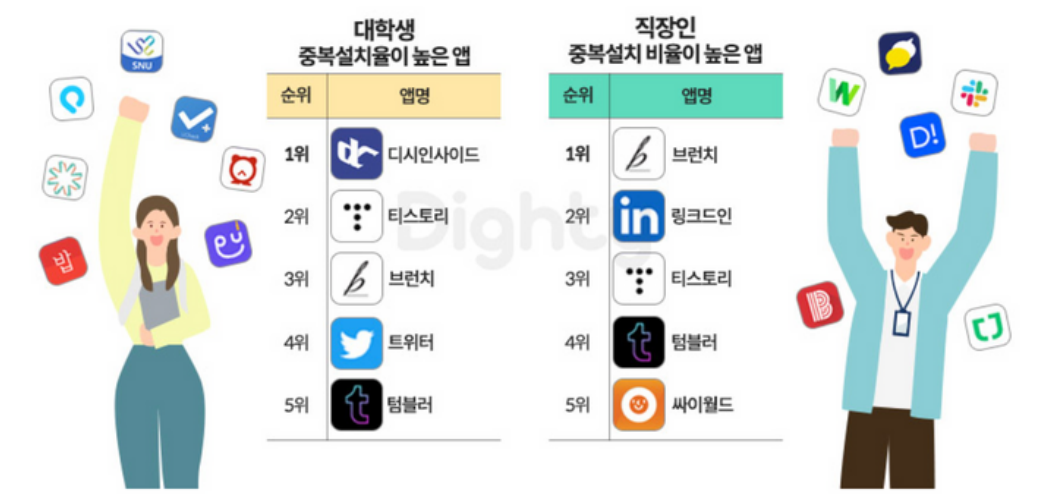 대학생
중복설치율이 높은 앱
순위 앱명
1위 디시인사이드
2위 티스토리
3위 브런치
4위 트위터
5위 텀블러
직장인
중복설치 비율이 높은 앱
순위 앱명
1위 브런치
2위 in 링크드인
3위 티스토리
4위 t 텀블러
5위 싸이월드
Dighty
SNU
밥
D!
W
B